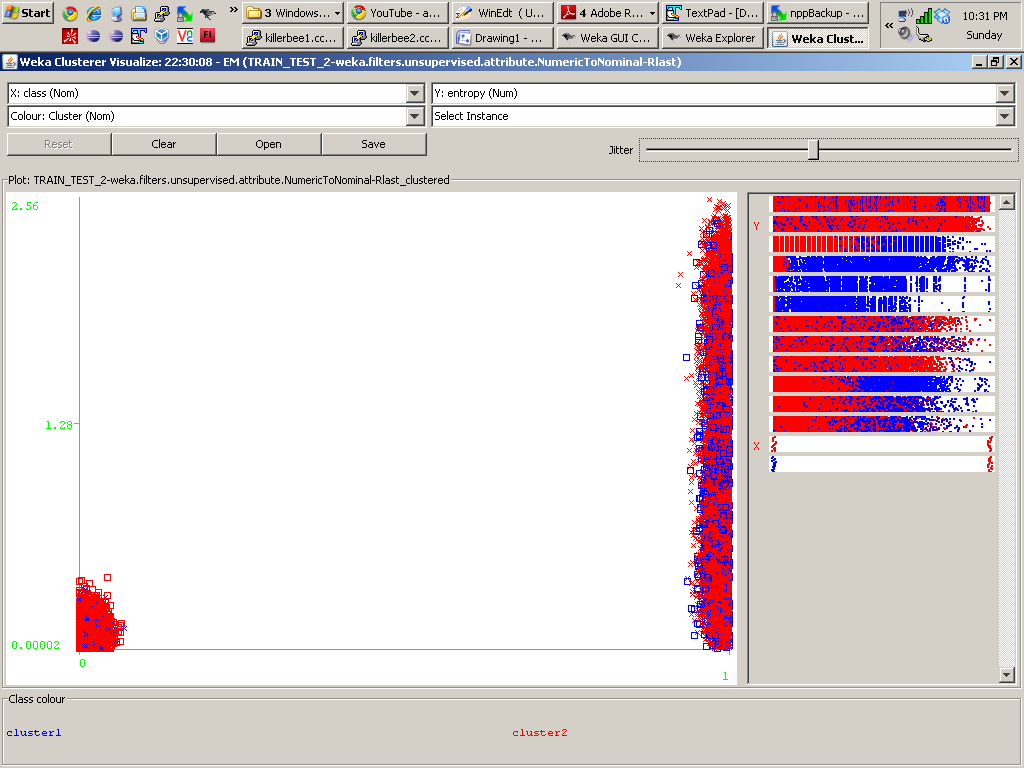 Start
»
3 Windows...
YouTube - a...
WinEdt ( U...
4 Adobe R...
TextPad - [D...
nppBackup - ...
«
10:31 PM
killerbee1.cc...
killerbee2.cc...
Drawing1 - ...
Weka GUI C...
Weka Explorer
Weka Clust...
Sunday
Weka Clusterer Visualize: 22:30:08 - EM (TRAIN_TEST_2-weka.filters.unsupervised.attribute.NumericToNominal-Rlast)
X: class (Nom)
Y: entropy (Num)
Colour: Cluster (Nom)
Select Instance
Reset
Clear
Open
Save
Jitter
Plot: TRAIN_TEST_2-weka.filters.unsupervised.attribute.NumericToNominal-Rlast_clustered
2.56
1.28
0.00002
0
1
Y
X
Class colour
cluster1
cluster2